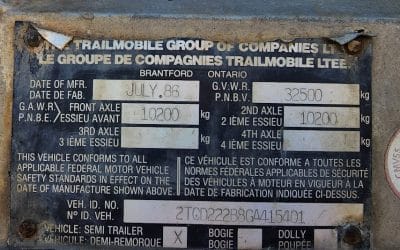 THE TRAILMOBILE GROUP OF COMPANIES LTD.
LE GROUPE DE COMPAGNIES TRAILMOBILE LTEE.
BRANTFORD ONTARIO
DATE OF MFR. DATE DE FAB. JULY.86 G.V.W.R. P.N.B.V. 32500 kg
G.A.W.R. P.N.B.E. FRONT AXLE /ESSIEU AVANT 10200 kg 2ND AXLE 2 IÈME ESSIEU 10200 kg
3RD AXLE 3 IÈME ESSIEU kg 4TH AXLE 4 IÈME ESSIEU kg
THIS VEHICLE CONFORMS TO ALL
APPLICABLE FEDERAL MOTOR VEHICLE
SAFETY STANDARDS IN EFFECT ON THE
DATE OF MANUFACTURE SHOWN ABOVE.
CE VÉHICULE EST CONFORME A TOUTES LES
NORMES FÉDÉRALES APPLICABLES DE SÉCURITÉ
DES VÉHICULES À MOTEUR EN VIGUEUR À LA
DATE DE FABRICATION INDIQUÉE CI-DESSUS.
VEH. ID NO. Nº ID. VEH. 2TCD222B8GA415401
VEHICLE: SEMI TRAILER X BOGIE DOLLY
VEHICULE: DEMI-REMORQUE BOGIE POUPEE